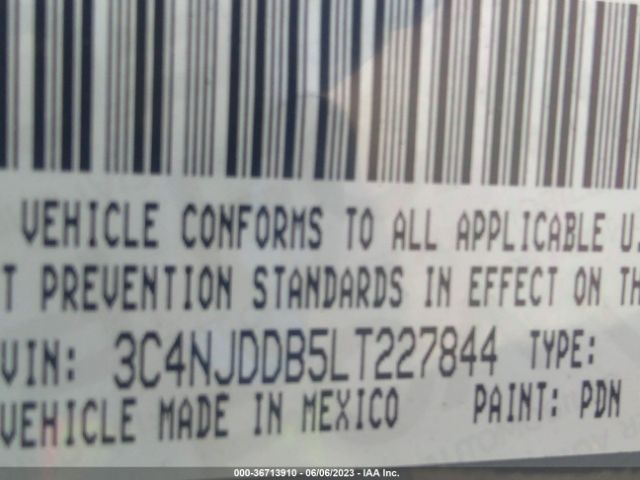 VEHICLE CONFORMS TO ALL APPLICABLE U.
T PREVENTION STANDARDS IN EFFECT ON TH
VIN: 3C4NJDDB5LT227844 TYPE:
VEHICLE MADE IN MEXICO PAINT: PDN
000-36713910 - 06/06/2023 - IAA Inc.